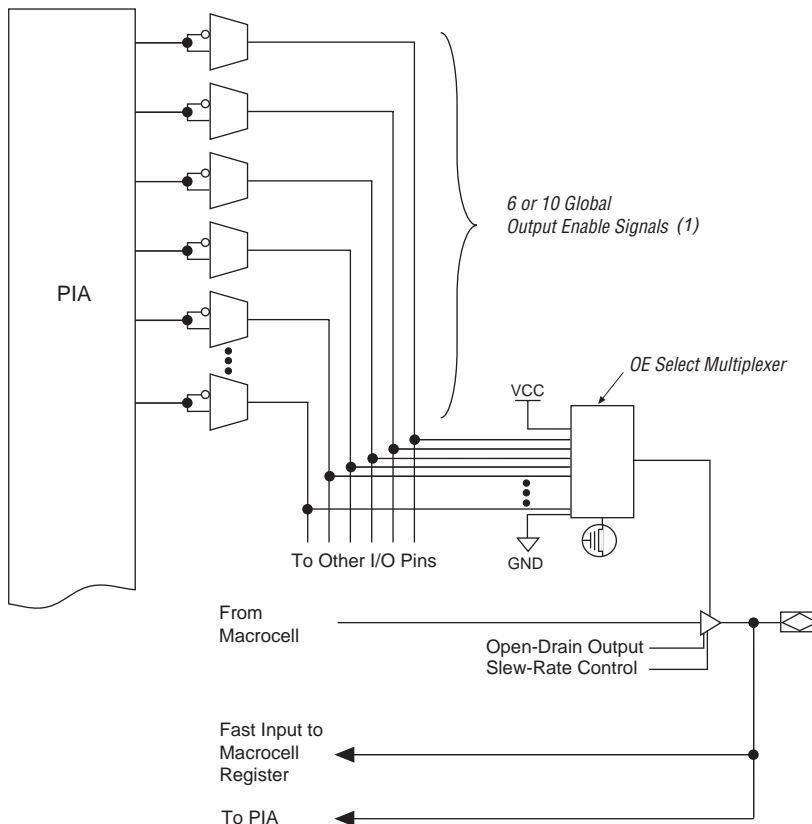 PIA
6 or 10 Global
Output Enable Signals (1)
OE Select Multiplexer
VCC
To Other I/O Pins
GND
From
Macrocell
Open-Drain Output
Slew-Rate Control
Fast Input to
Macrocell
Register
To PIA